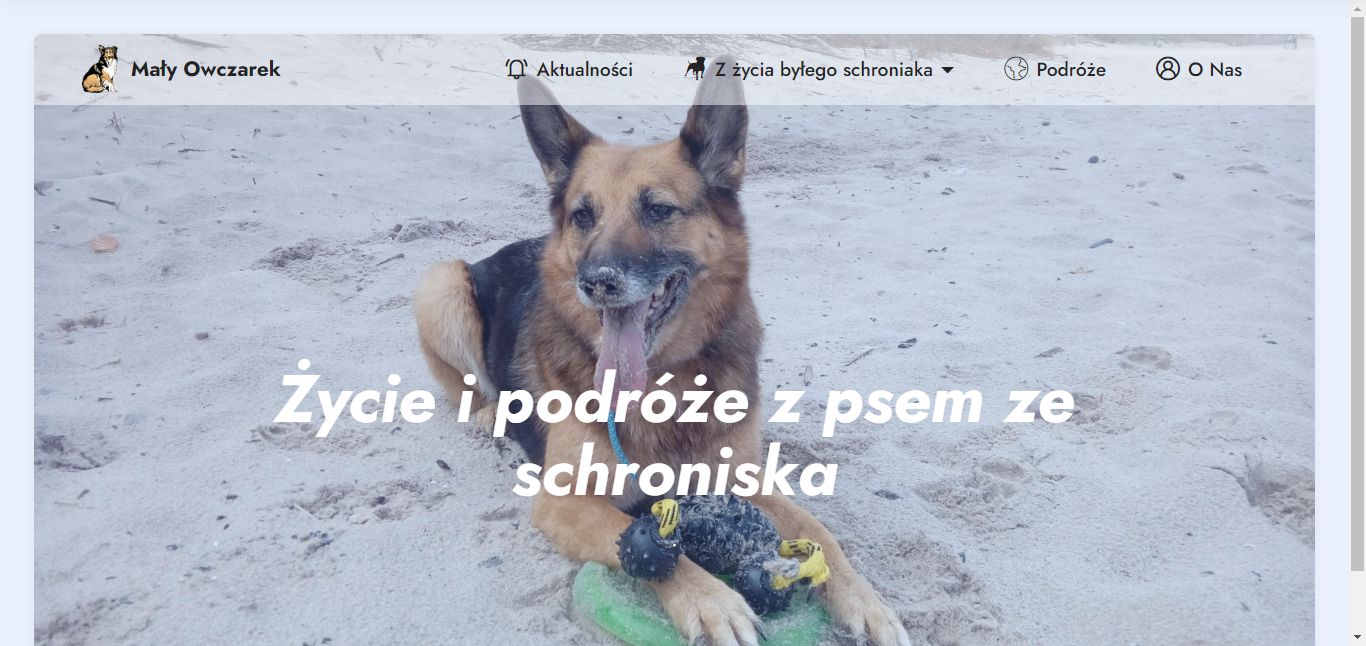 Mały Owczarek
Aktualności
Z życia byłego schroniaka
Podróże
O Nas
Życie i podróże z psem ze
schroniska